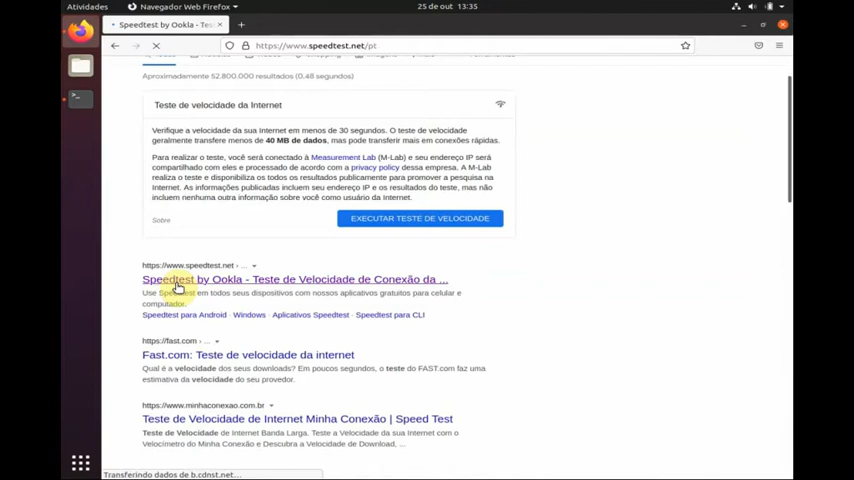 Atividades
Navegador Web Firefox
25 de out 13:35
Speedtest by Ookla - Te
https://www.speedtest.net/pt
Aproximadamente 52.800.000 resultados (0,48 segundos)
Teste de velocidade da Internet
Verifique a velocidade da sua Internet em menos de 30 segundos. O teste de velocidade
geralmente transfere menos de 40 MB de dados, mas pode transferir mais em conexões rápidas.
Para realizar o teste, você será conectado à Measurement Lab (M-Lab) e seu endereço IP será
compartilhado com eles e processado de acordo com a privacy policy dessa empresa. A M-Lab
realiza o teste e disponibiliza os todos os resultados publicamente para promover a pesquisa na
Internet. As informações publicadas incluem seu endereço IP e os resultados do teste, mas não
incluem nenhuma outra informação sobre você como usuário da Internet.
Sobre
EXECUTAR TESTE DE VELOCIDADE
https://www.speedtest.net › ...
Speedtest by Ookla - Teste de Velocidade de Conexão da ...
Use Speedtest em todos seus dispositivos com nossos aplicativos gratuitos para celular e
computador.
Speedtest para Android · Windows · Aplicativos Speedtest · Speedtest para CLI
https://fast.com › ...
Fast.com: Teste de velocidade da internet
Qual é a velocidade dos seus downloads? Em poucos segundos, o teste do FAST.com faz uma
estimativa da velocidade do seu provedor.
https://www.minhaconexao.com.br
Teste de Velocidade de Internet Minha Conexão | Speed Test
Teste de Velocidade de Internet Banda Larga, Teste a Velocidade da sua Internet com o
Velocímetro do Minha Conexão e Descubra a Velocidade de Download, ...
Transferindo dados de b.cdnst.net...